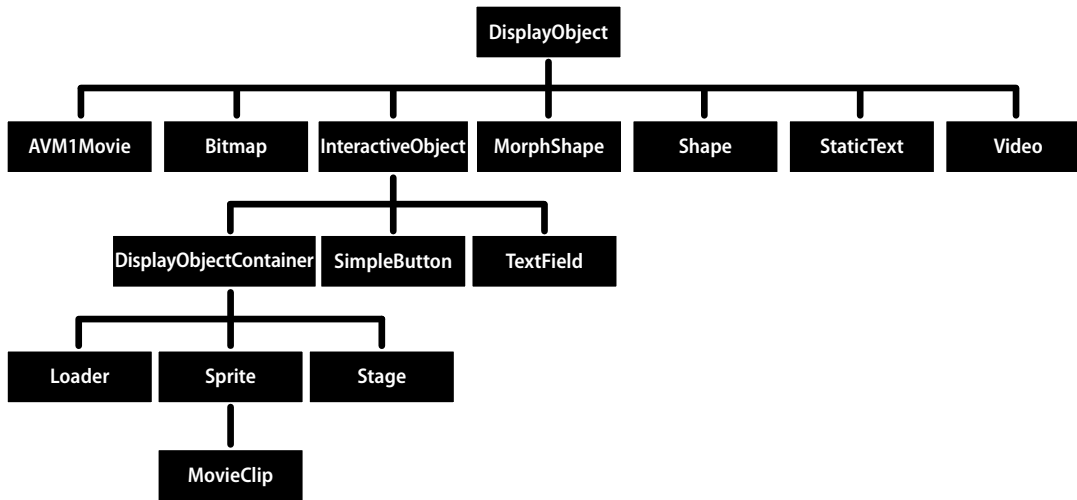 DisplayObject
AVM1Movie
Bitmap
InteractiveObject
MorphShape
Shape
StaticText
Video
DisplayObjectContainer
SimpleButton
TextField
Loader
Sprite
Stage
MovieClip